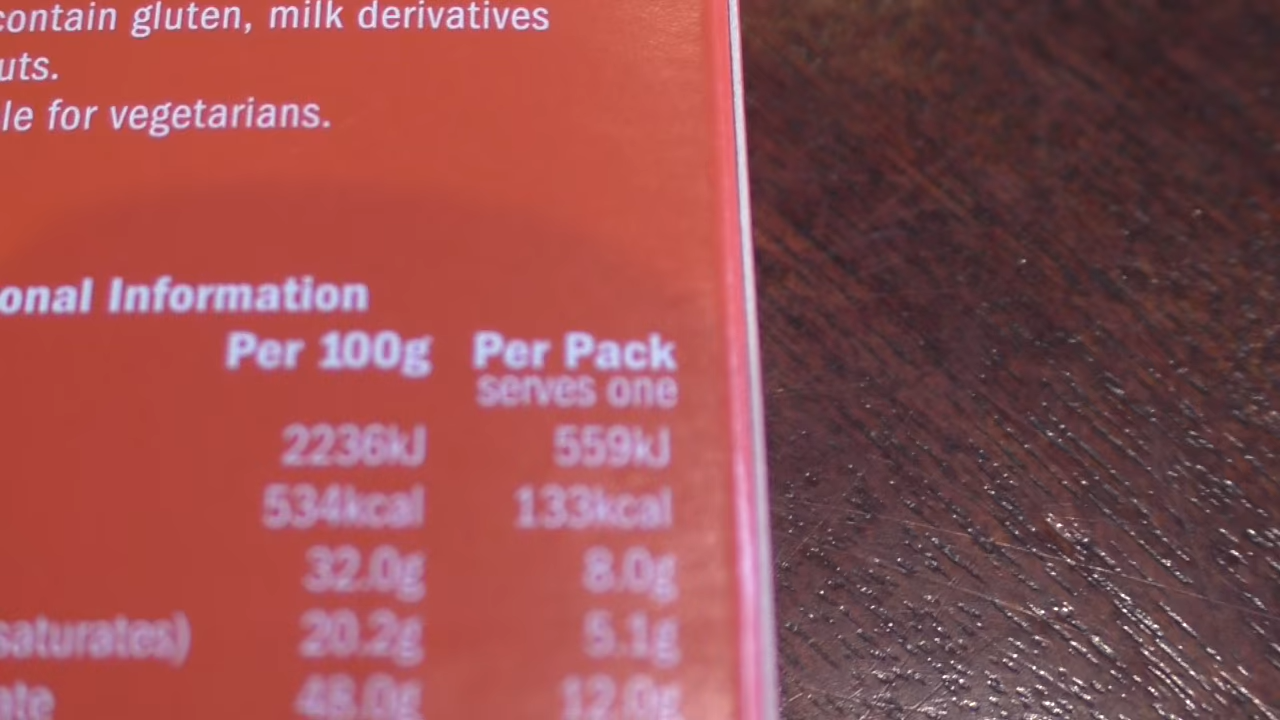 contain gluten, milk derivatives
uts.
le for vegetarians.
onal Information
Per 100g Per Pack
serves one
2236kJ 559kJ
534kcal 133kcal
32.0g 8.0g
saturates) 20.2g 5.1g
ate 48.0g 12.0g